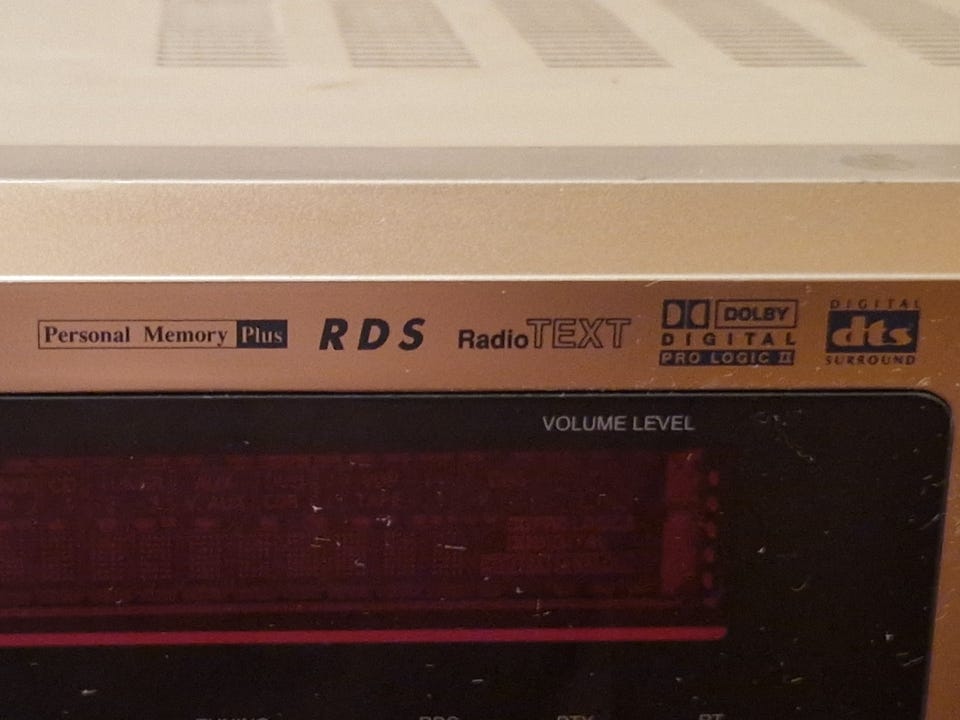 Personal Memory Plus
RDS
RadioTEXT
DOLBY
DIGITAL
PRO LOGIC II
DIGITAL
dts
SURROUND
VOLUME LEVEL